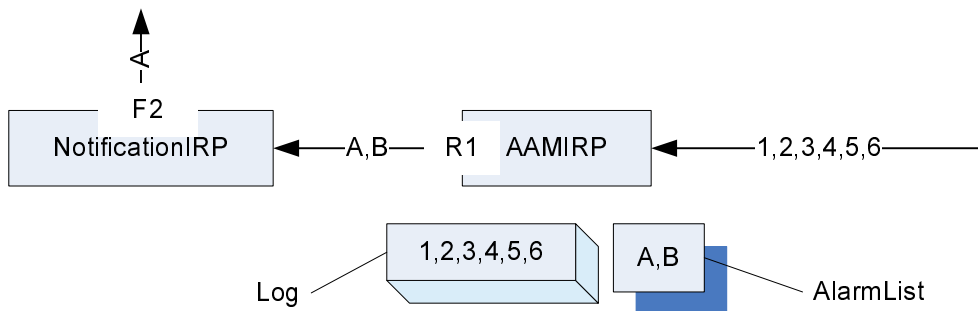 A
F2
NotificationIRP
A,B
R1
AAMIRP
1,2,3,4,5,6
1,2,3,4,5,6
A,B
Log
AlarmList